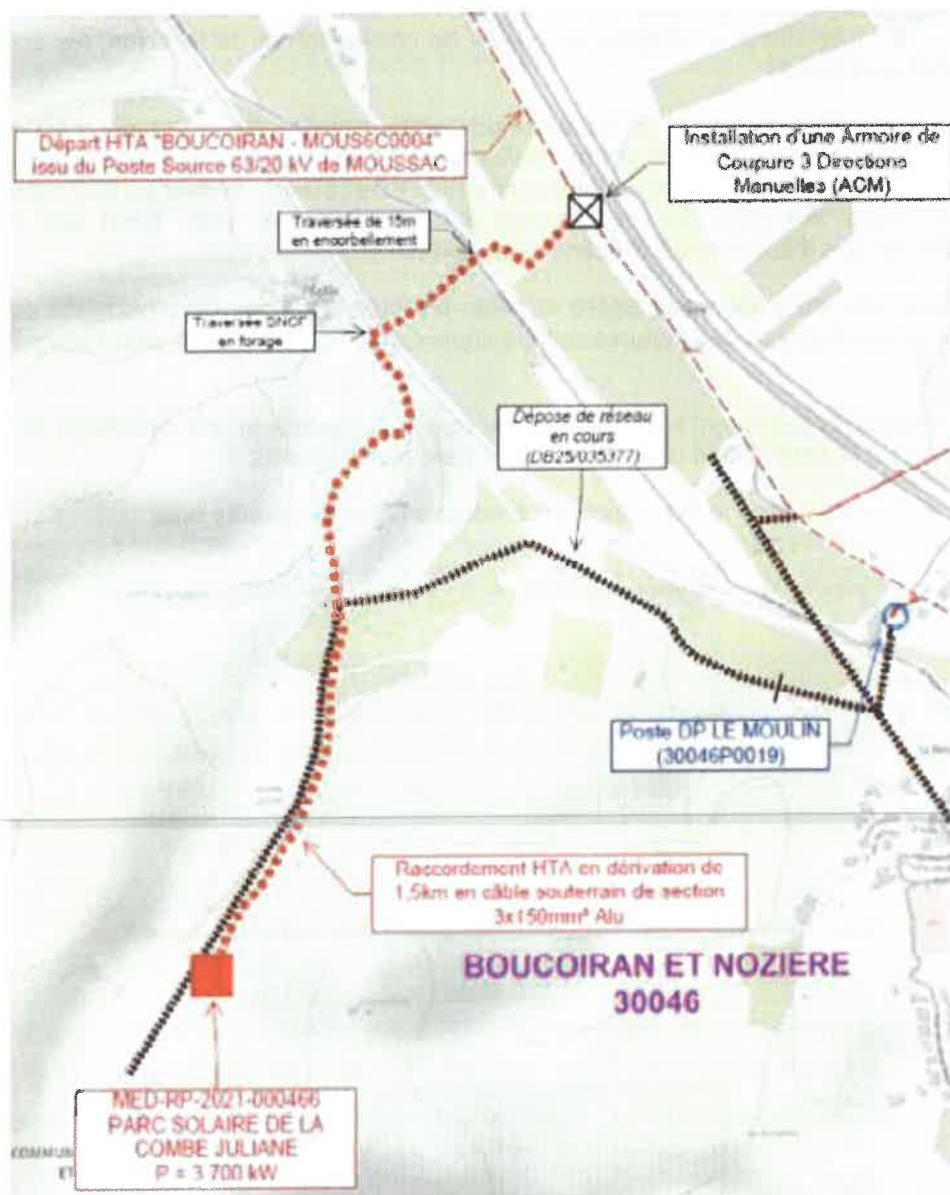 Départ HTA "BOUCOIRAN - MOUS6C0004"
issu du Poste Source 63/20 kV de MOUSSAC
Installation d'une Armoire de
Coupure 3 Directions
Manuelles (ACM)
Traversée de 15m
en encorbellement
Traversée SNCF
en forage
Dépose de réseau
en cours
(DB25/035377)
Poste DP LE MOULIN
(30046P0019)
Raccordement HTA en dérivation de
1,5km en câble souterrain de section
3x150mm² Alu
BOUCOIRAN ET NOZIERE
30046
MED-RP-2021-000466
PARC SOLAIRE DE LA
COMBE JULIANE
P = 3 700 kW
COMMUN
ET